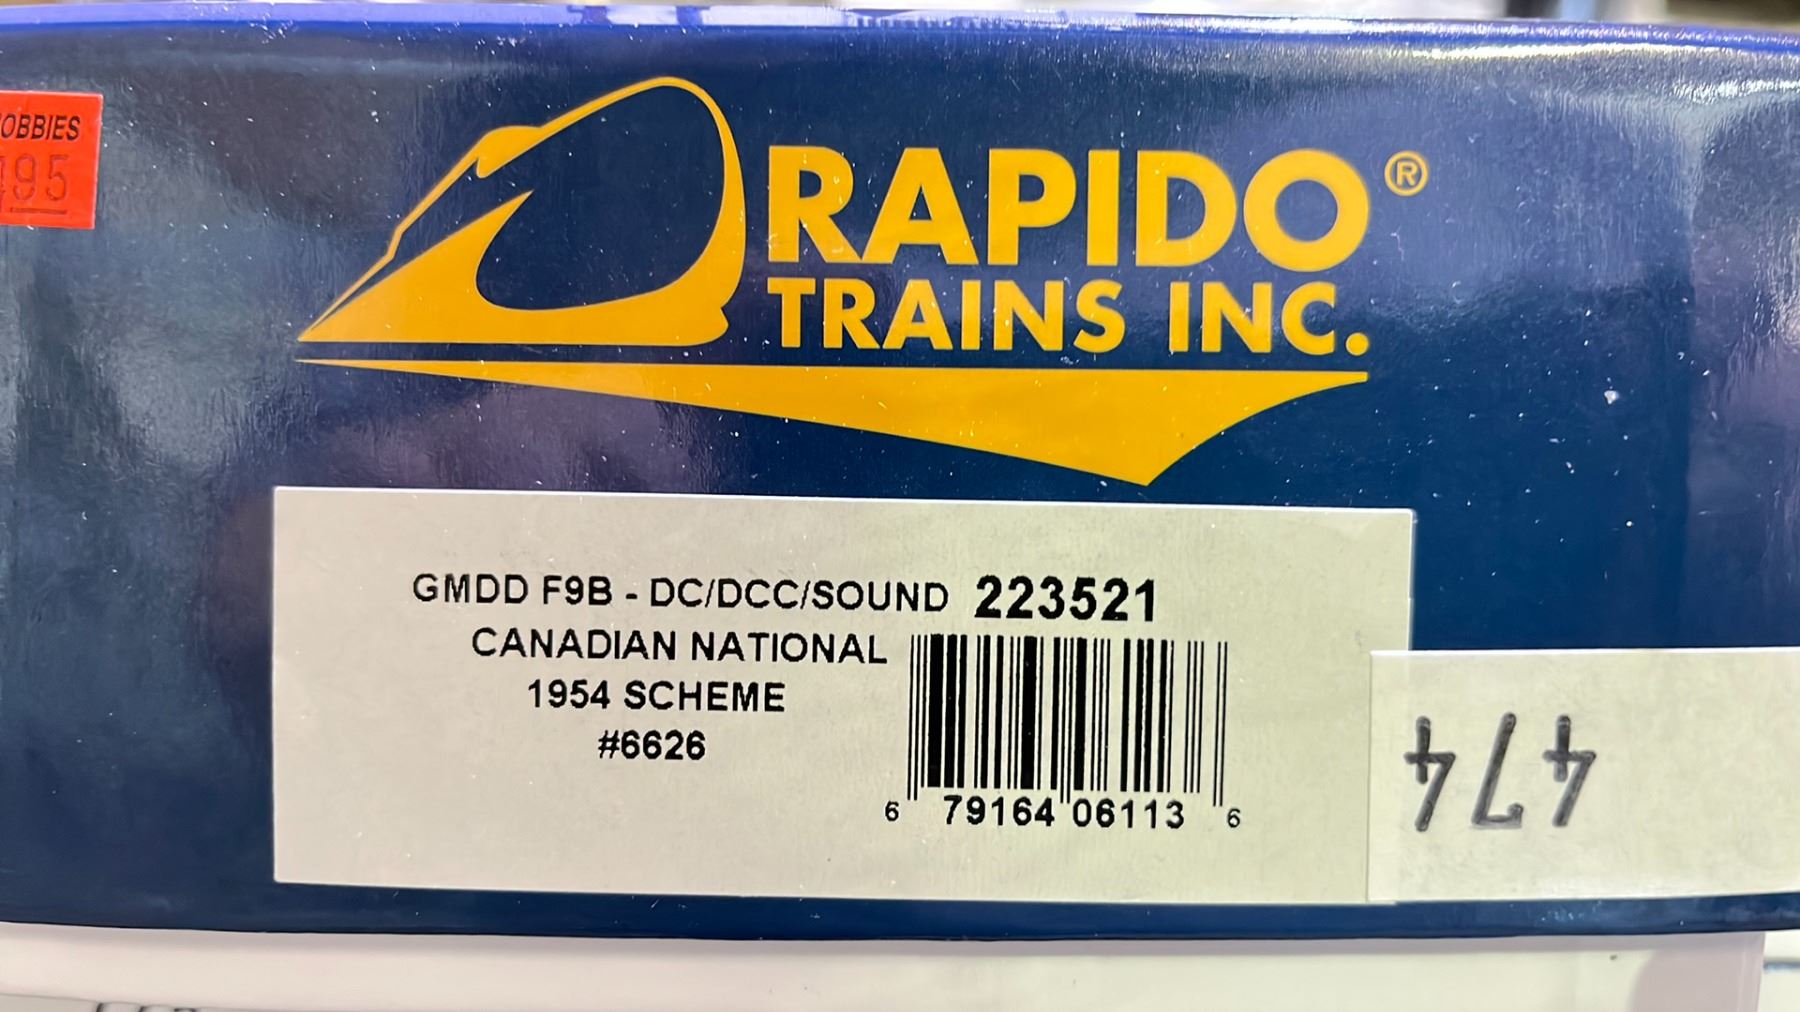 OBBIES
195
RAPIDO®
TRAINS INC.
GMDD F9B - DC/DCC/SOUND 223521
CANADIAN NATIONAL
1954 SCHEME
#6626
6 79164 06113 6
474